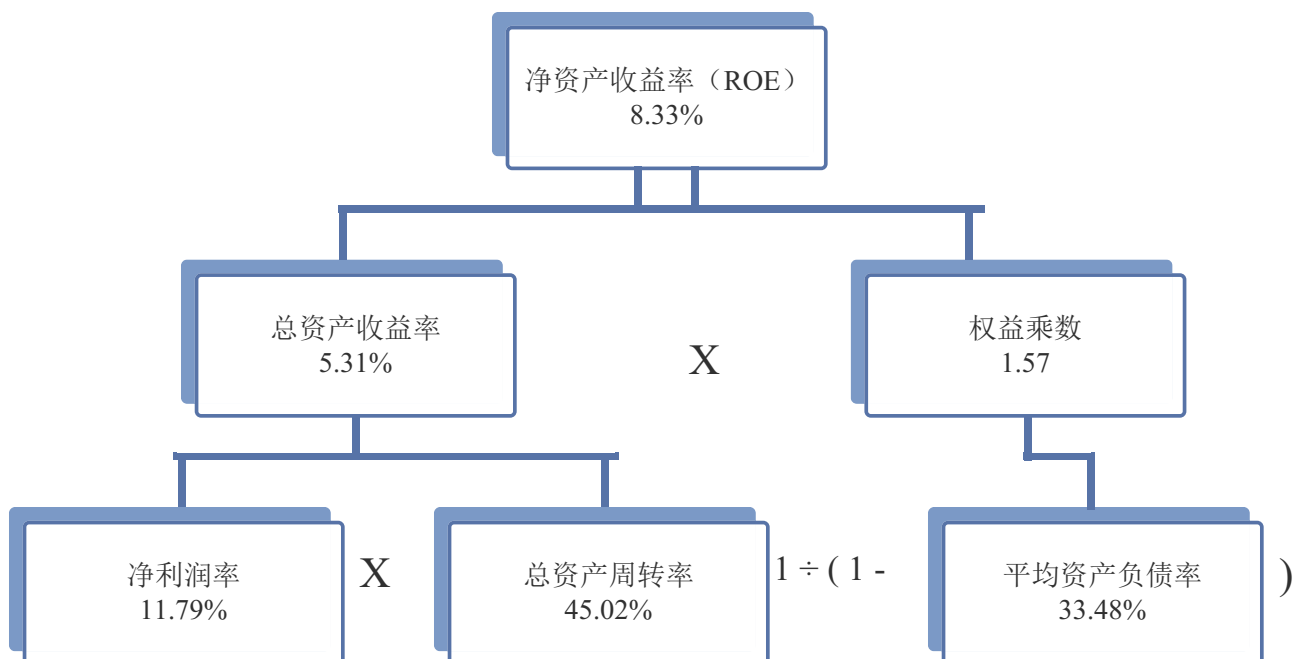 净资产收益率（ROE）
8.33%
总资产收益率
5.31%
X
权益乘数
1.57
净利润率
11.79%
X
总资产周转率
45.02%
1 ÷ ( 1 -
平均资产负债率
33.48%
)